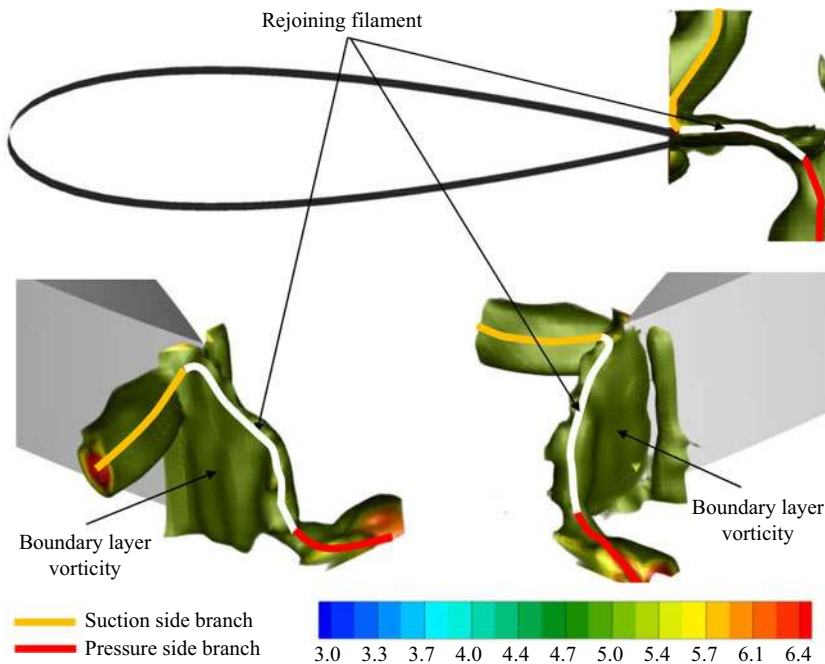 Rejoining filament
Boundary layer
vorticity
Boundary layer
vorticity
Suction side branch
Pressure side branch
3.0 3.3 3.7 4.0 4.4 4.7 5.0 5.4 5.7 6.1 6.4